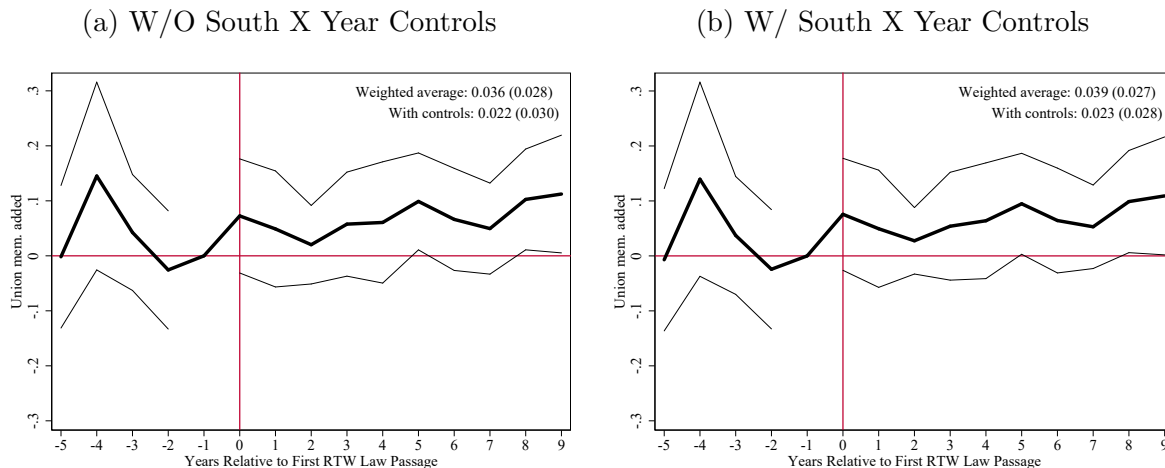 (a) W/O South X Year Controls
Weighted average: 0.036 (0.028)
With controls: 0.022 (0.030)
Union mem. added
.3
.2
.1
0
-.1
-.2
-.3
-5 -4 -3 -2 -1 0 1 2 3 4 5 6 7 8 9
Years Relative to First RTW Law Passage
(b) W/ South X Year Controls
Weighted average: 0.039 (0.027)
With controls: 0.023 (0.028)
Union mem. added
.3
.2
.1
0
-.1
-.2
-.3
-5 -4 -3 -2 -1 0 1 2 3 4 5 6 7 8 9
Years Relative to First RTW Law Passage